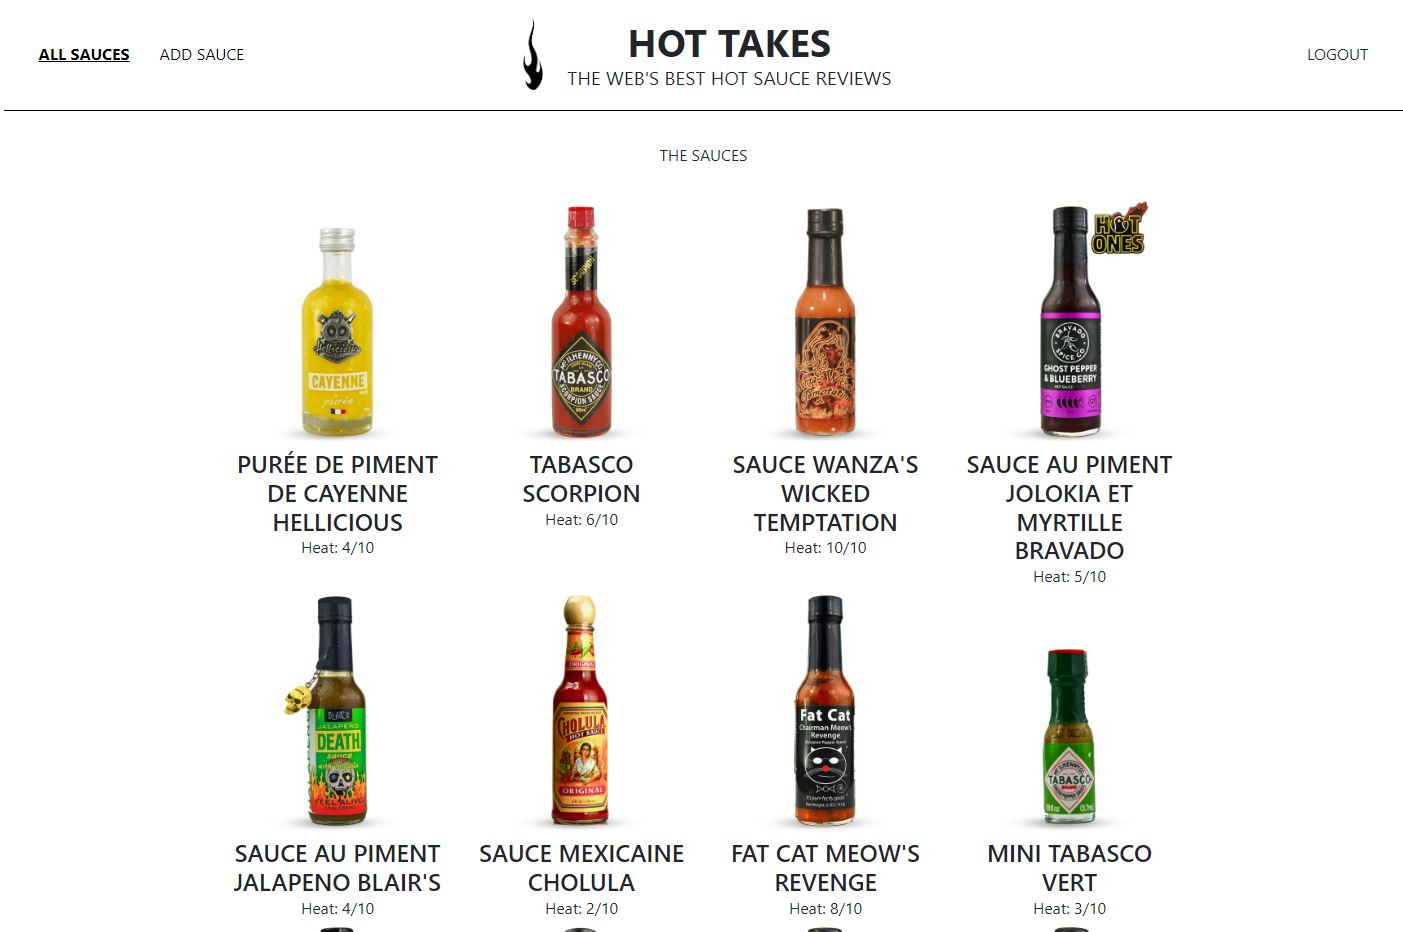 ALL SAUCES
ADD SAUCE
HOT TAKES
THE WEB'S BEST HOT SAUCE REVIEWS
LOGOUT
THE SAUCES
Hellicious
CAYENNE
purée
SCORPION
McILHENNY CO.
TABASCO
BRAND
SCORPION SAUCE
HOT
ONES
BRAVADO
SPICE CO
GHOST PEPPER
& BLUEBERRY
HOT SAUCE
PURÉE DE PIMENT
DE CAYENNE
HELLICIOUS
Heat: 4/10
TABASCO
SCORPION
Heat: 6/10
SAUCE WANZA'S
WICKED
TEMPTATION
Heat: 10/10
SAUCE AU PIMENT
JOLOKIA ET
MYRTILLE
BRAVADO
Heat: 5/10
BLAIR'S
JALAPEÑO
DEATH
SAUCE
FEEL ALIVE
ORIGINAL
CHOLULA
HOT SAUCE
ORIGINAL
Fat Cat
Chairman Meow's
Revenge
McILHENNY CO.
TABASCO
BRAND
SAUCE AU PIMENT
JALAPENO BLAIR'S
Heat: 4/10
SAUCE MEXICAINE
CHOLULA
Heat: 2/10
FAT CAT MEOW'S
REVENGE
Heat: 8/10
MINI TABASCO
VERT
Heat: 3/10